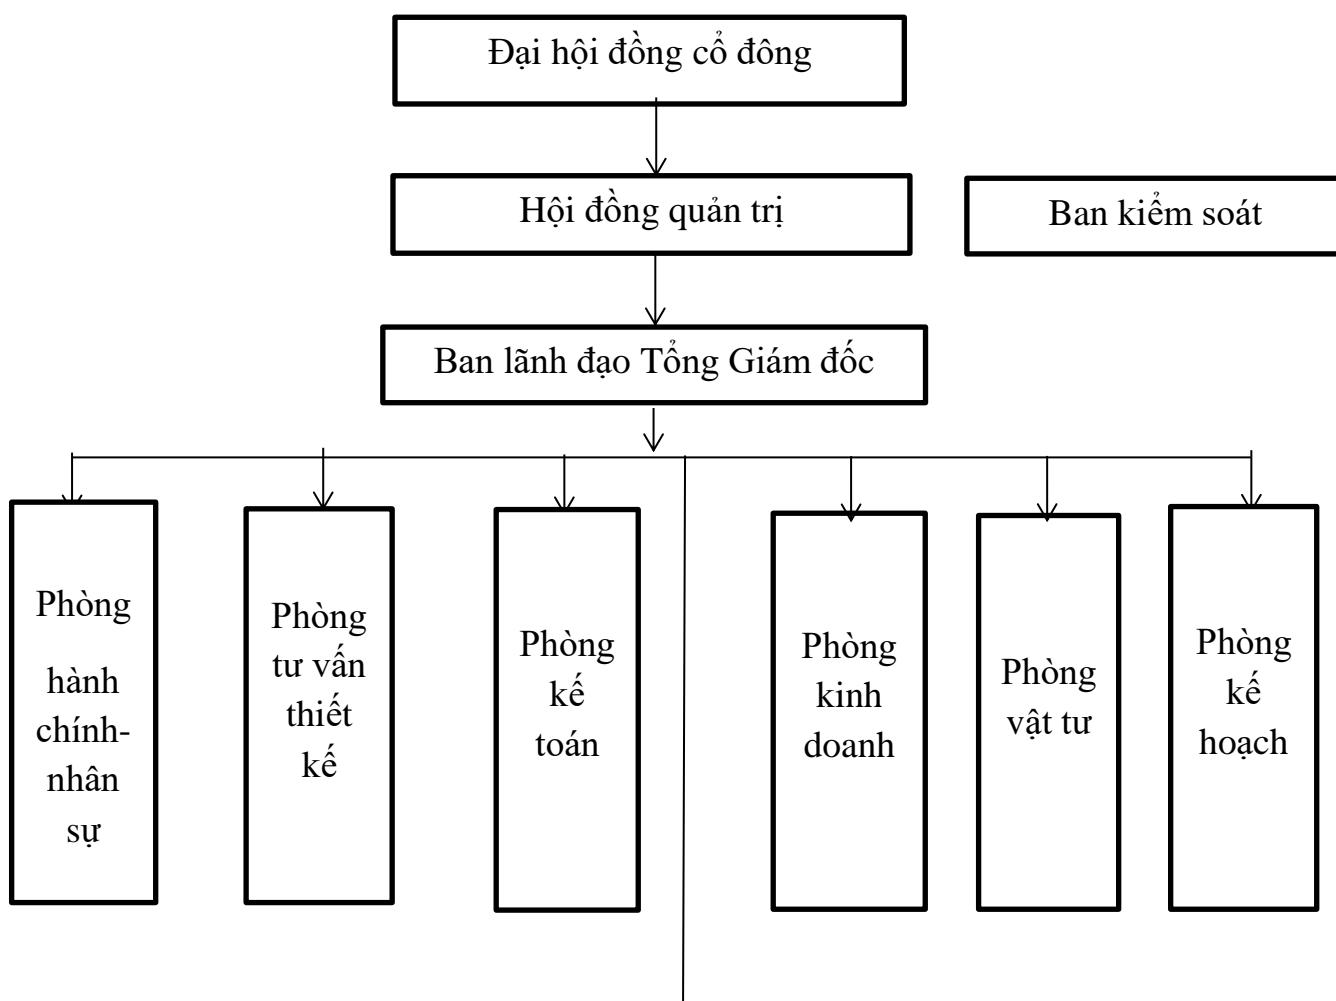 Đại hội đồng cổ đông
Hội đồng quản trị
Ban kiểm soát
Ban lãnh đạo Tổng Giám đốc
Phòng
hành
chính-
nhân
sự
Phòng
tư vấn
thiết
kế
Phòng
kế
toán
Phòng
kinh
doanh
Phòng
vật tư
Phòng
kế
hoạch